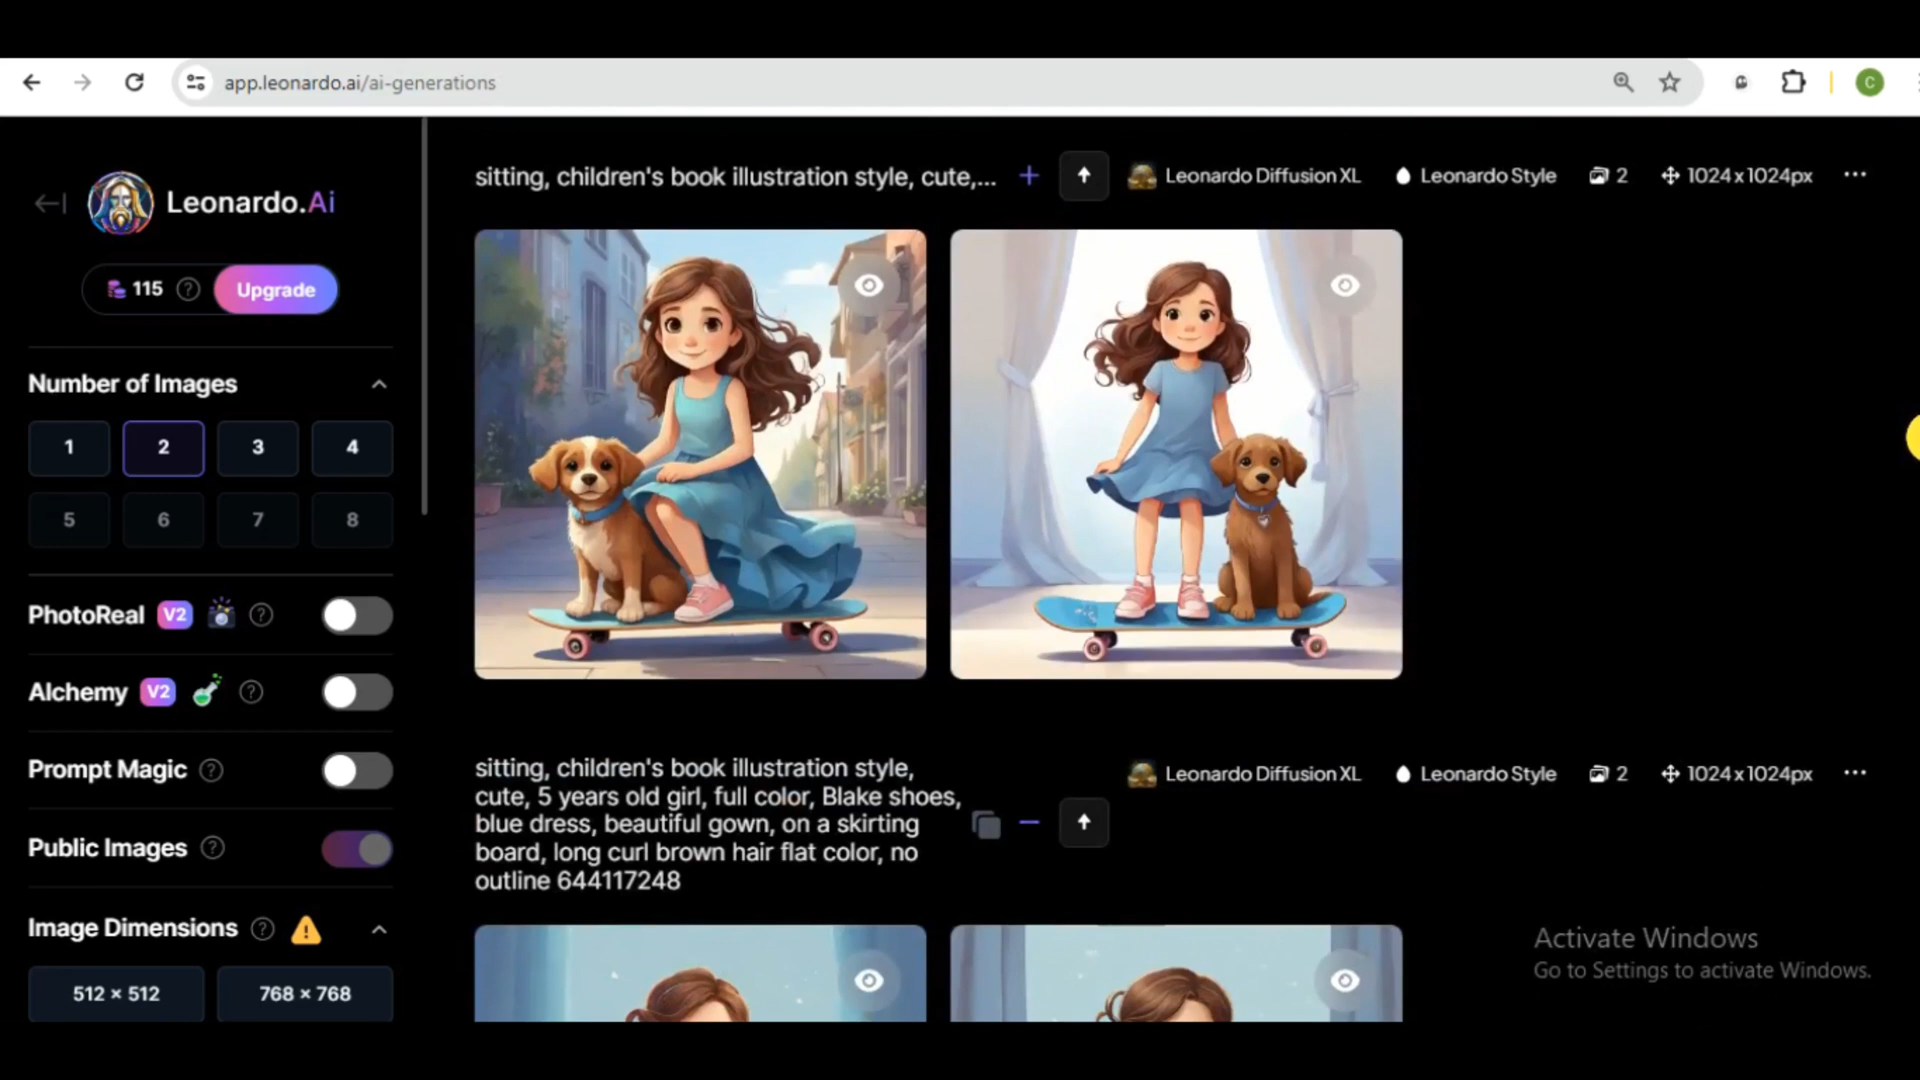 app.leonardo.ai/ai-generations
C
Leonardo.Ai
115 ? Upgrade
Number of Images
1 2 3 4
5 6 7 8
PhotoReal V2 ?
Alchemy V2 ?
Prompt Magic ?
Public Images ?
Image Dimensions ?
512 × 512 768 × 768
sitting, children's book illustration style, cute,...
Leonardo Diffusion XL Leonardo Style 2 1024 x 1024px
sitting, children's book illustration style,
cute, 5 years old girl, full color, Blake shoes,
blue dress, beautiful gown, on a skirting
board, long curl brown hair flat color, no
outline 644117248
Leonardo Diffusion XL Leonardo Style 2 1024 x 1024px
Activate Windows
Go to Settings to activate Windows.